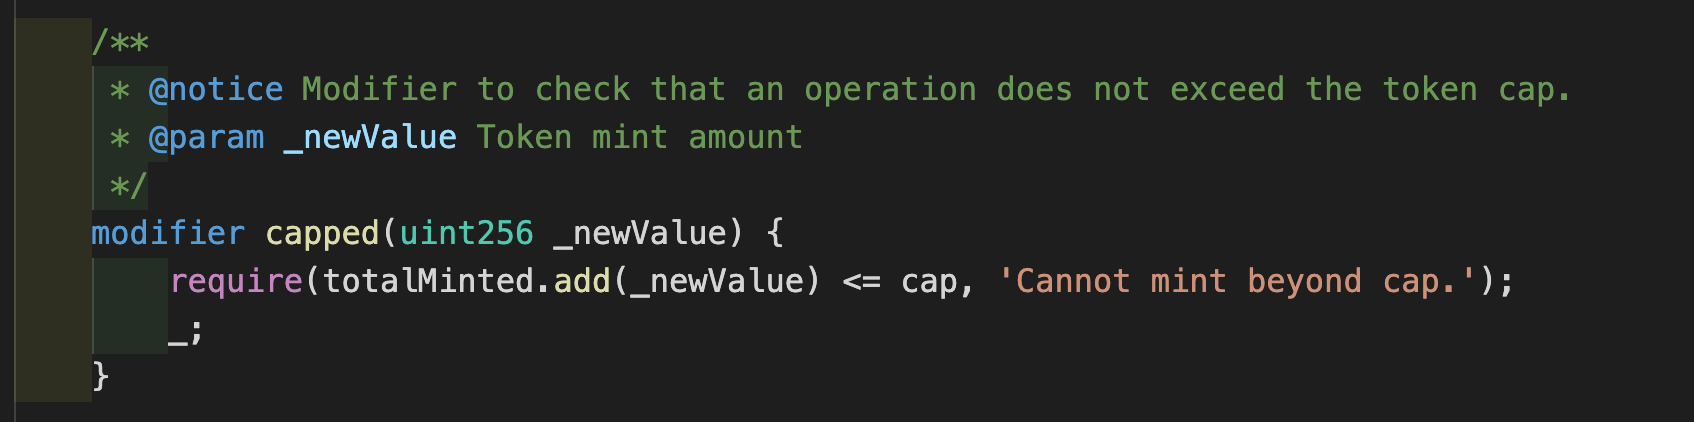 /**
* @notice Modifier to check that an operation does not exceed the token cap.
* @param _newValue Token mint amount
*/
modifier capped(uint256 _newValue) {
require(totalMinted.add(_newValue) <= cap, 'Cannot mint beyond cap.');
_;
}